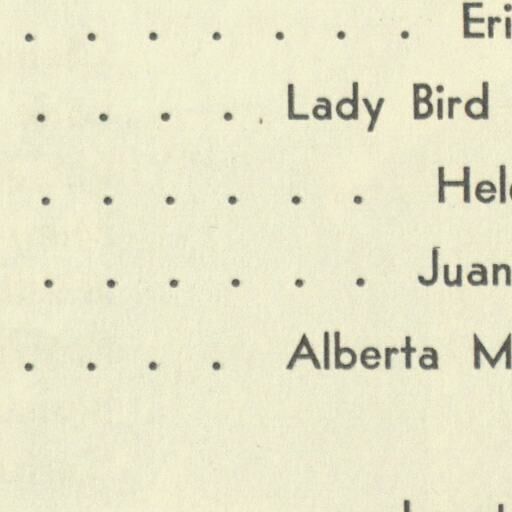 . . . . . . . Eri
. . . . Lady Bird
. . . . . . Hel
. . . . . . Juan
. . . . Alberta M